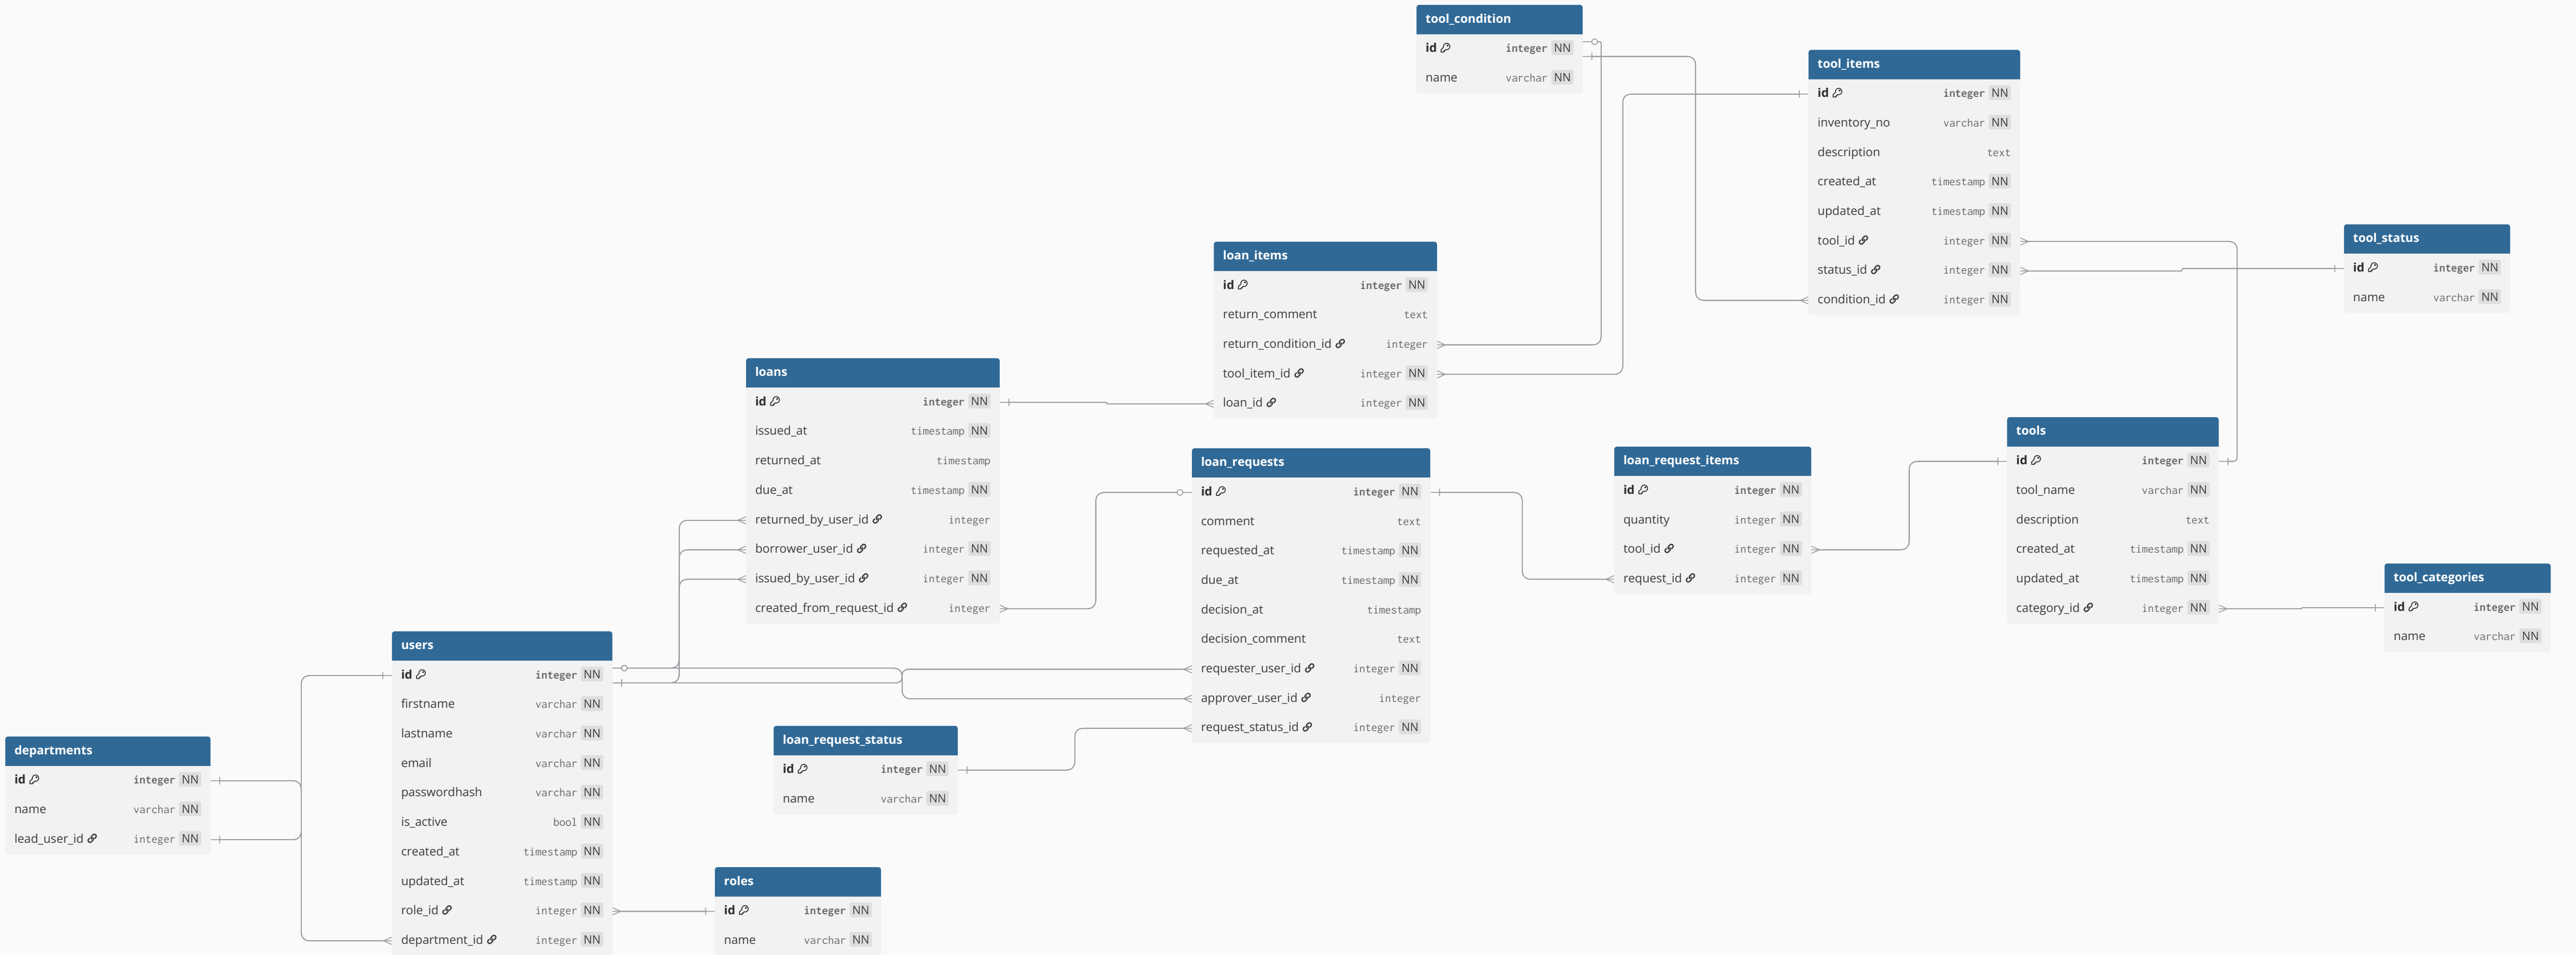 tool_condition
id integer NN
name varchar NN
tool_items
id integer NN
inventory_no varchar NN
description text
created_at timestamp NN
updated_at timestamp NN
tool_id integer NN
status_id integer NN
condition_id integer NN
tool_status
id integer NN
name varchar NN
loan_items
id integer NN
return_comment text
return_condition_id integer
tool_item_id integer NN
loan_id integer NN
loans
id integer NN
issued_at timestamp NN
returned_at timestamp
due_at timestamp NN
returned_by_user_id integer
borrower_user_id integer NN
issued_by_user_id integer NN
created_from_request_id integer
loan_requests
id integer NN
comment text
requested_at timestamp NN
due_at timestamp NN
decision_at timestamp
decision_comment text
requester_user_id integer NN
approver_user_id integer
request_status_id integer NN
loan_request_items
id integer NN
quantity integer NN
tool_id integer NN
request_id integer NN
tools
id integer NN
tool_name varchar NN
description text
created_at timestamp NN
updated_at timestamp NN
category_id integer NN
tool_categories
id integer NN
name varchar NN
users
id integer NN
firstname varchar NN
lastname varchar NN
email varchar NN
passwordhash varchar NN
is_active bool NN
created_at timestamp NN
updated_at timestamp NN
role_id integer NN
department_id integer NN
departments
id integer NN
name varchar NN
lead_user_id integer NN
loan_request_status
id integer NN
name varchar NN
roles
id integer NN
name varchar NN